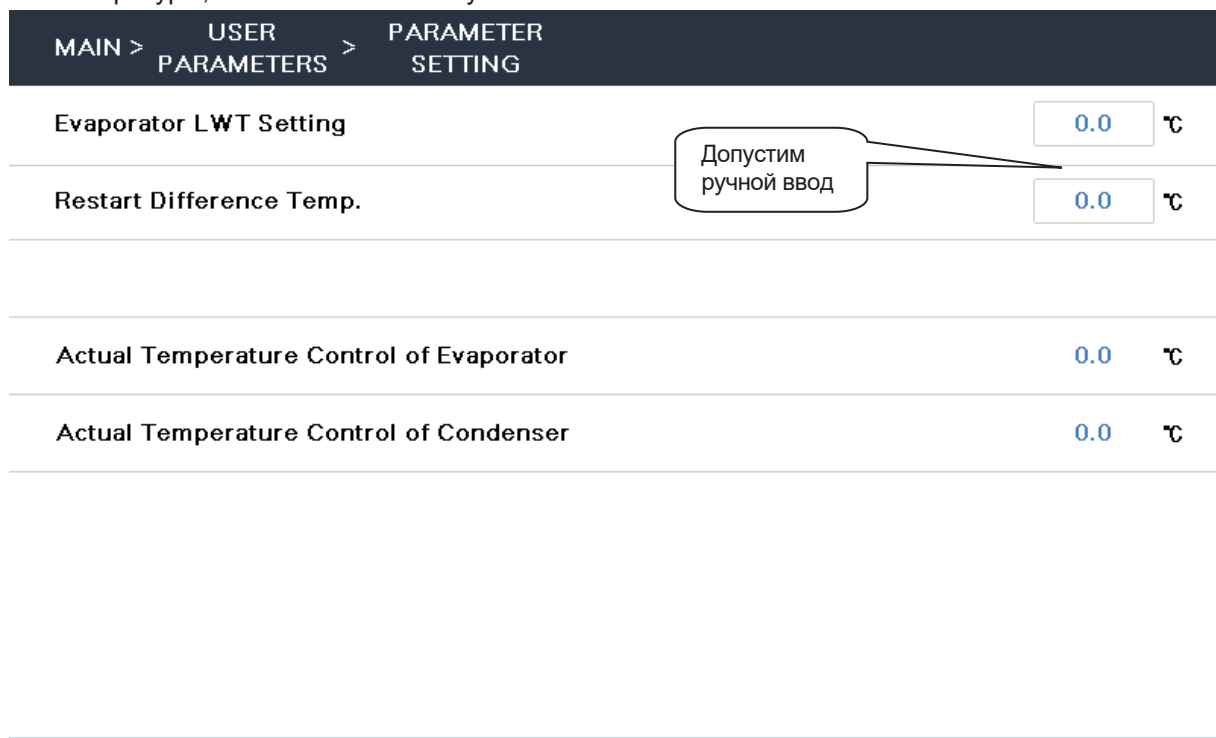 MAIN > USER PARAMETERS > PARAMETER SETTING
Evaporator LWT Setting 0.0 ℃
Допустим
ручной ввод
Restart Difference Temp. 0.0 ℃
Actual Temperature Control of Evaporator 0.0 ℃
Actual Temperature Control of Condenser 0.0 ℃